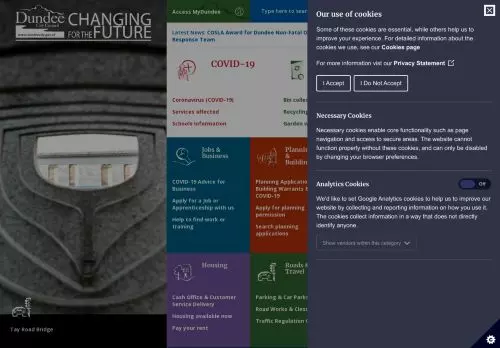 Dundee
City Council
www.dundeecity.gov.uk
CHANGING
FOR THE FUTURE
Tay Road Bridge
Access MyDundee
Type here to sear
Latest News: COSLA Award for Dundee Non-Fatal O
Response Team
COVID-19
Coronavirus (COVID-19)
Services affected
Schools information
Bin collec
Recycling
Garden w
Jobs &
Business
COVID-19 Advice for
Business
Apply for a Job or
Apprenticeship with us
Help to find work or
training
Planning
& Building
Planning Application
Building Warrants &
COVID-19
Apply for planning
permission
Search planning
applications
Housing
Cash Office & Customer
Service Delivery
Housing available now
Pay your rent
Roads &
Travel
Parking & Car Parks
Road Works & Closu
Traffic Regulation O
Our use of cookies
Some of these cookies are essential, while others help us to
improve your experience. For detailed information about the
cookies we use, see our Cookies page
For more information visit our Privacy Statement
I Accept
I Do Not Accept
Necessary Cookies
Necessary cookies enable core functionality such as page
navigation and access to secure areas. The website cannot
function properly without these cookies, and can only be disabled
by changing your browser preferences.
Analytics Cookies
Off
We'd like to set Google Analytics cookies to help us to improve our
website by collecting and reporting information on how you use it.
The cookies collect information in a way that does not directly
identify anyone.
Show vendors within this category